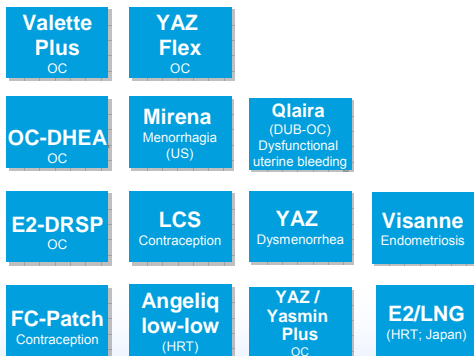 Valette
Plus
OC
YAZ
Flex
OC
OC-DHEA
OC
Mirena
Menorrhagia
(US)
Qlaira
(DUB-OC)
Dysfunctional
uterine bleeding
E2-DRSP
OC
LCS
Contraception
YAZ
Dysmenorrhea
Visanne
Endometriosis
FC-Patch
Contraception
Angeliq
low-low
(HRT)
YAZ /
Yasmin
Plus
OC
E2/LNG
(HRT; Japan)